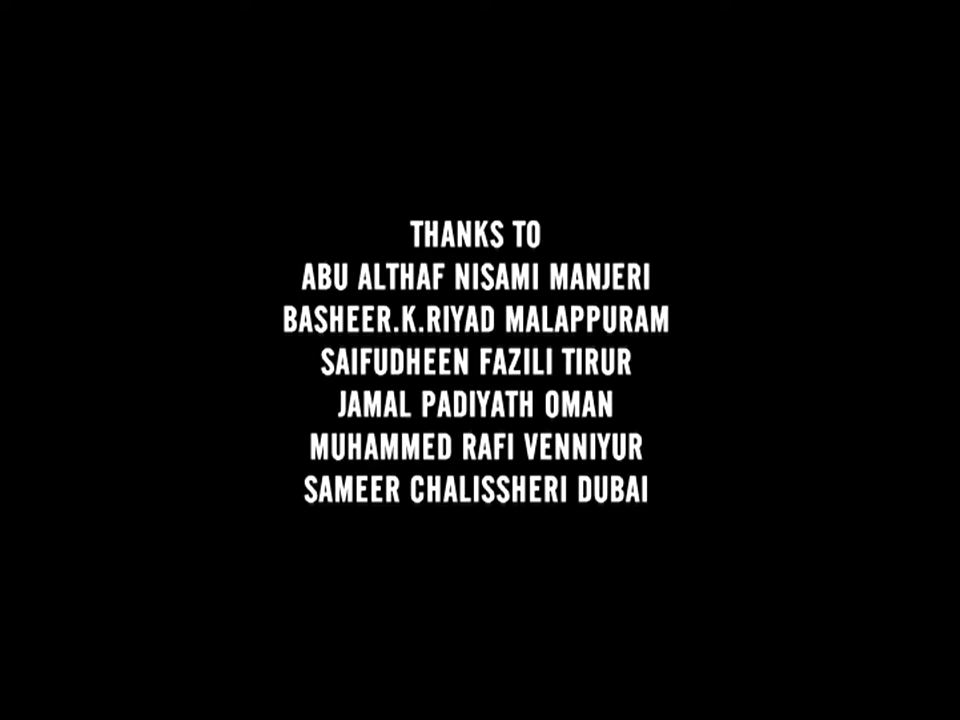 THANKS TO
ABU ALTHAF NISAMI MANJERI
BASHEER.K.RIYAD MALAPPURAM
SAIFUDHEEN FAZILI TIRUR
JAMAL PADIYATH OMAN
MUHAMMED RAFI VENNIYUR
SAMEER CHALISSHERI DUBAI